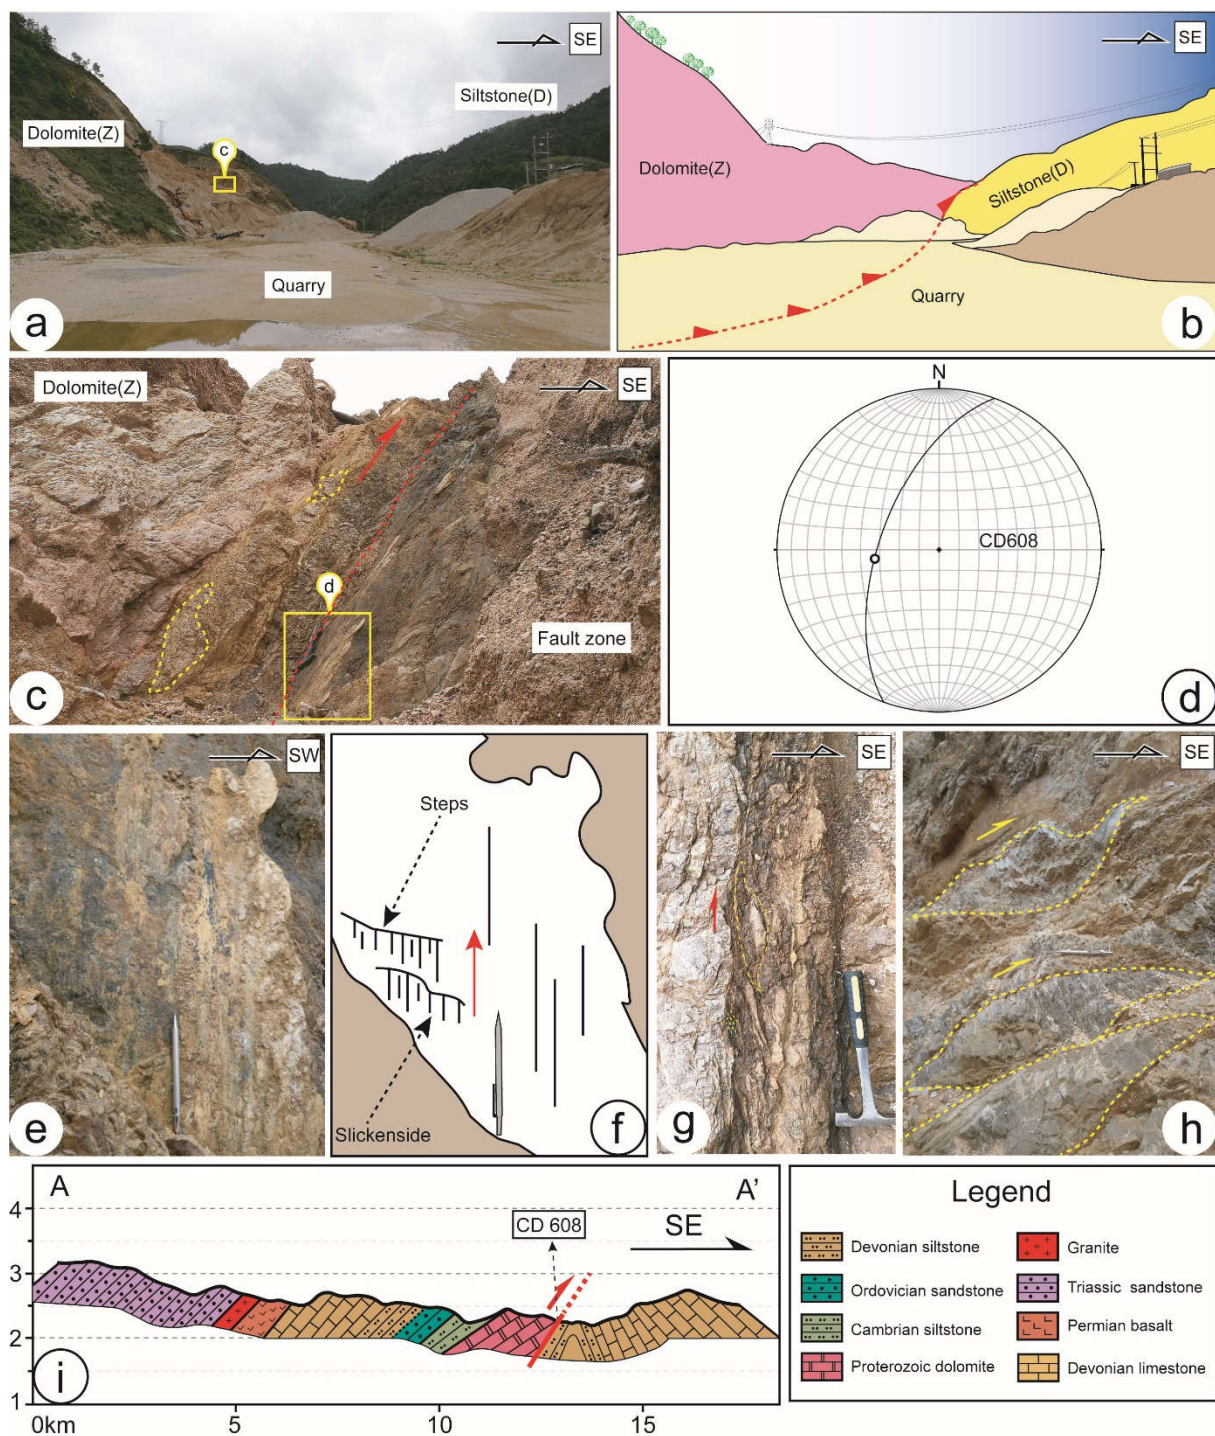 SE
Siltstone(D)
Dolomite(Z)
c
Quarry
a
SE
Dolomite(Z)
Siltstone(D)
Quarry
b
Dolomite(Z)
SE
d
Fault zone
c
N
CD608
d
SW
e
Steps
Slickenside
f
SE
g
SE
h
A
A'
CD 608
SE
4
3
2
1
0km
5
10
15
i
Legend
Devonian siltstone
Granite
Ordovician sandstone
Triassic sandstone
Cambrian siltstone
Permian basalt
Proterozoic dolomite
Devonian limestone